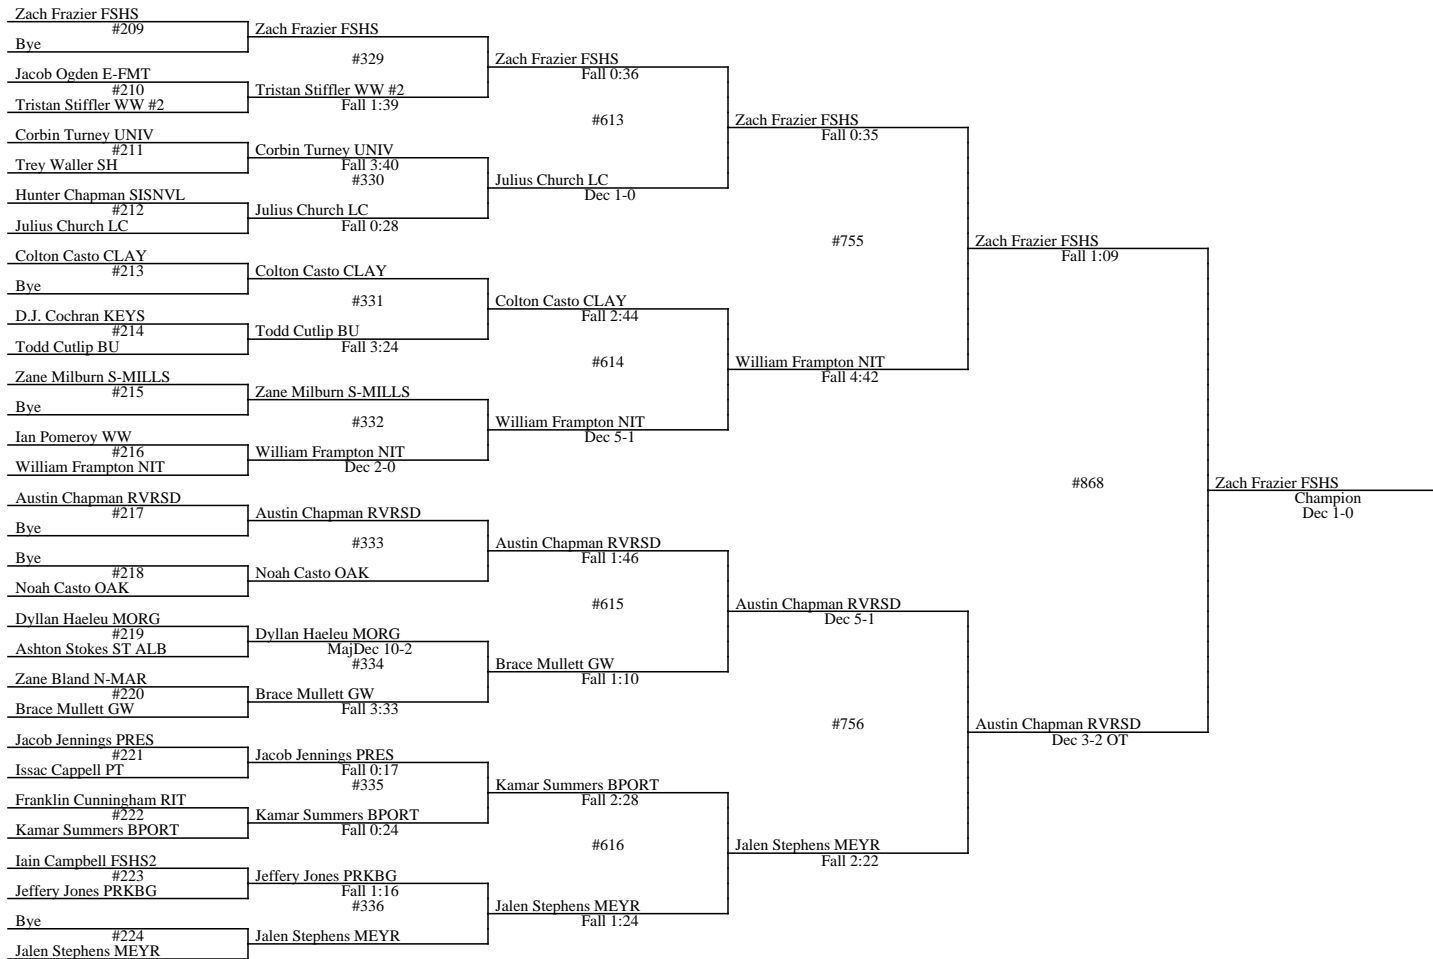 Zach Frazier FSHS
#209
Bye
Jacob Ogden E-FMT
#210
Tristan Stiffler WW #2
Corbin Turney UNIV
#211
Trey Waller SH
Hunter Chapman SISNVL
#212
Julius Church LC
Colton Casto CLAY
#213
Bye
D.J. Cochran KEYS
#214
Todd Cutlip BU
Zane Milburn S-MILLS
#215
Bye
Ian Pomeroy WW
#216
William Frampton NIT
Austin Chapman RVRSD
#217
Bye
Bye
#218
Noah Casto OAK
Dyllan Haeleu MORG
#219
Ashton Stokes ST ALB
Zane Bland N-MAR
#220
Brace Mullett GW
Jacob Jennings PRES
#221
Issac Cappell PT
Franklin Cunningham RIT
#222
Kamar Summers BPORT
Iain Campbell FSHS2
#223
Jeffery Jones PRKBG
Bye
#224
Jalen Stephens MEYR
Zach Frazier FSHS
#329
Tristan Stiffler WW #2
Fall 1:39
Corbin Turney UNIV
Fall 3:40
#330
Julius Church LC
Fall 0:28
Colton Casto CLAY
#331
Todd Cutlip BU
Fall 3:24
Zane Milburn S-MILLS
#332
William Frampton NIT
Dec 2-0
Austin Chapman RVRSD
#333
Noah Casto OAK
Dyllan Haeleu MORG
MajDec 10-2
#334
Brace Mullett GW
Fall 3:33
Jacob Jennings PRES
Fall 0:17
#335
Kamar Summers BPORT
Fall 0:24
Jeffery Jones PRKBG
Fall 1:16
#336
Jalen Stephens MEYR
Zach Frazier FSHS
Fall 0:36
#613
Julius Church LC
Dec 1-0
Colton Casto CLAY
Fall 2:44
#614
William Frampton NIT
Dec 5-1
Austin Chapman RVRSD
Fall 1:46
#615
Brace Mullett GW
Fall 1:10
Kamar Summers BPORT
Fall 2:28
#616
Jalen Stephens MEYR
Fall 1:24
Zach Frazier FSHS
Fall 0:35
#755
William Frampton NIT
Fall 4:42
Austin Chapman RVRSD
Dec 5-1
#756
Jalen Stephens MEYR
Fall 2:22
Zach Frazier FSHS
Fall 1:09
#868
Austin Chapman RVRSD
Dec 3-2 OT
Zach Frazier FSHS
Champion
Dec 1-0